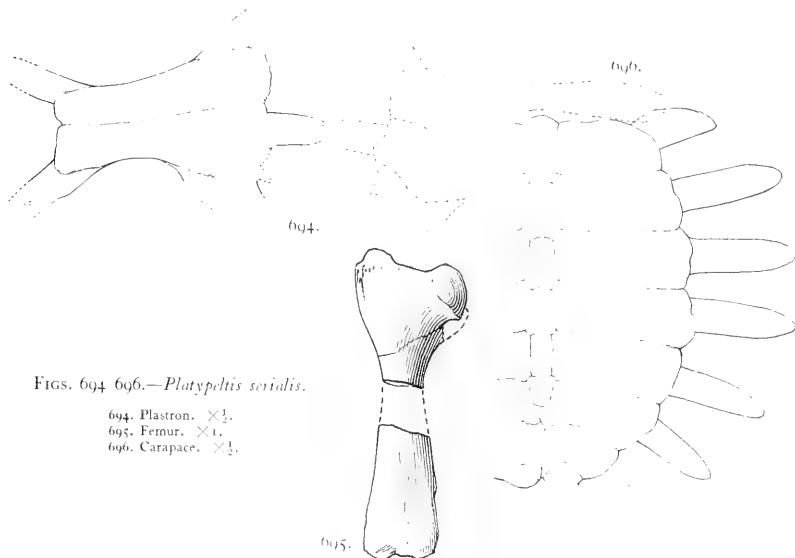 696.
694.
FIGS. 694 696.—Platypeltis serialis.
694. Plastron. ×½.
695. Femur. ×1.
696. Carapace. ×½.
695.